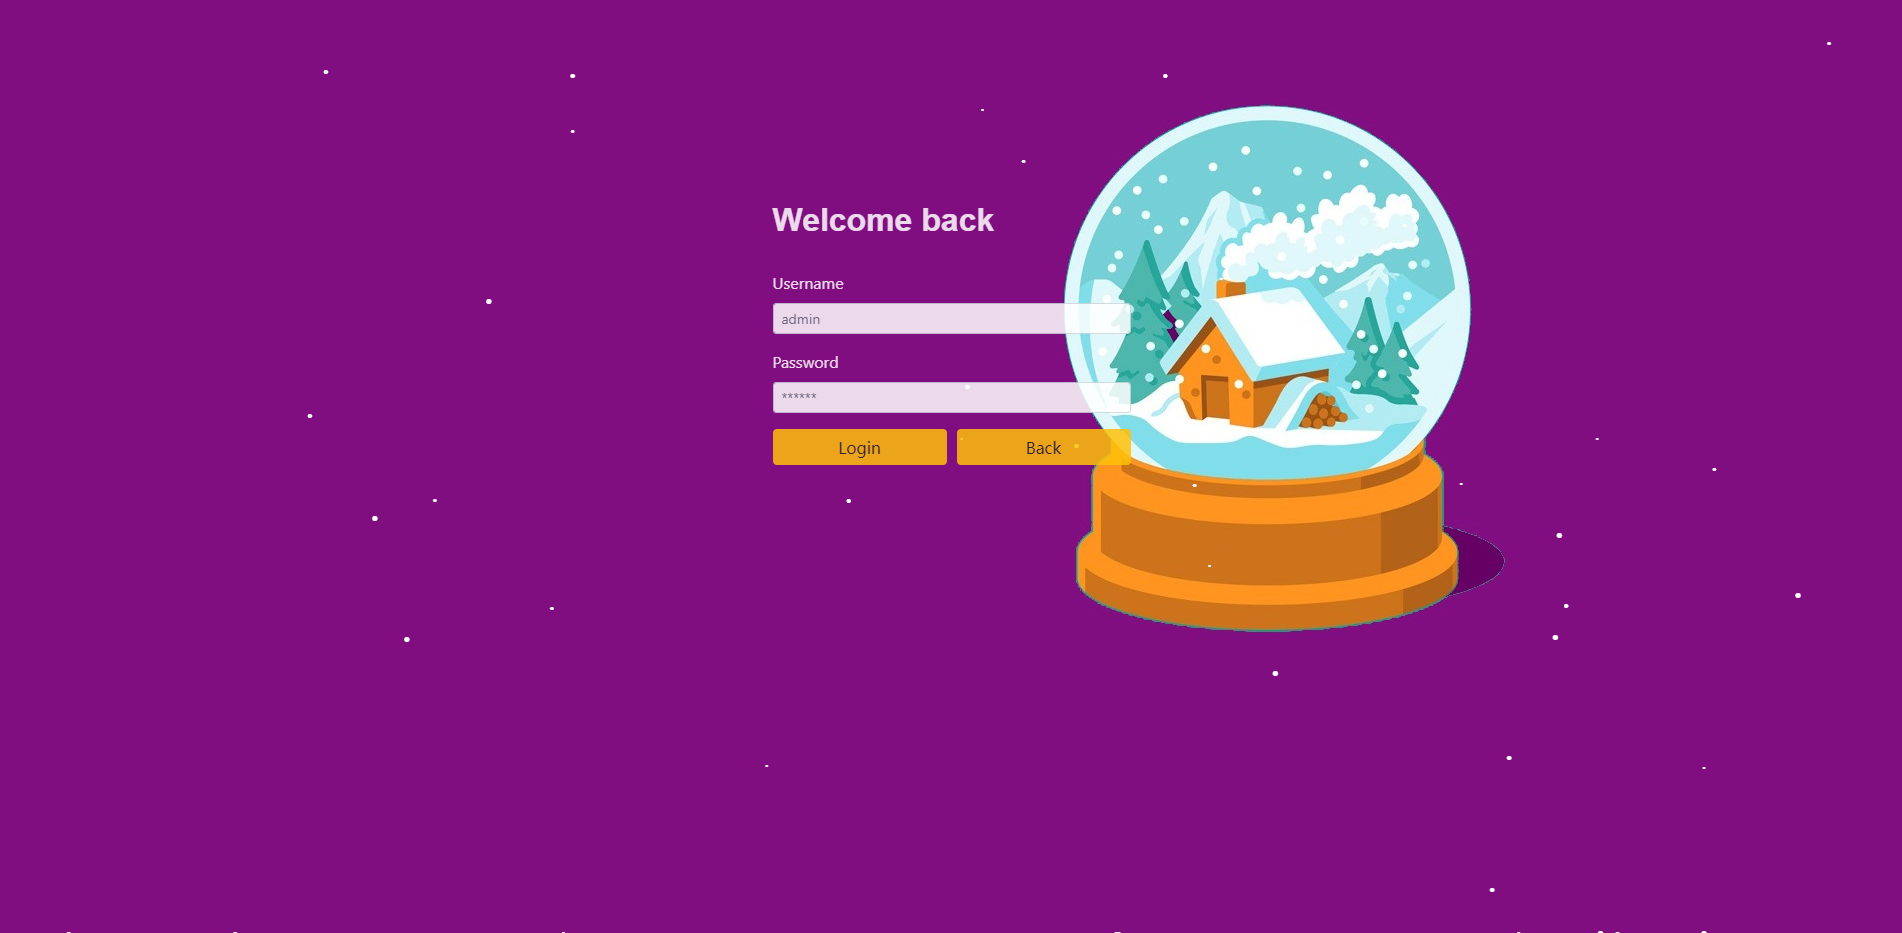 Welcome back
Username
admin
Password
******
Login
Back